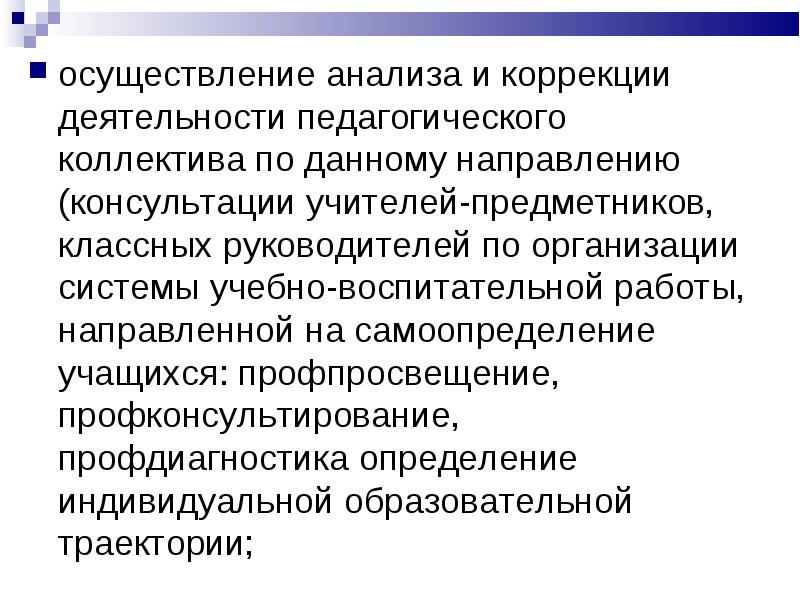 осуществление анализа и коррекции
деятельности педагогического
коллектива по данному направлению
(консультации учителей-предметников,
классных руководителей по организации
системы учебно-воспитательной работы,
направленной на самоопределение
учащихся: профпросвещение,
профконсультирование,
профдиагностика определение
индивидуальной образовательной
траектории;